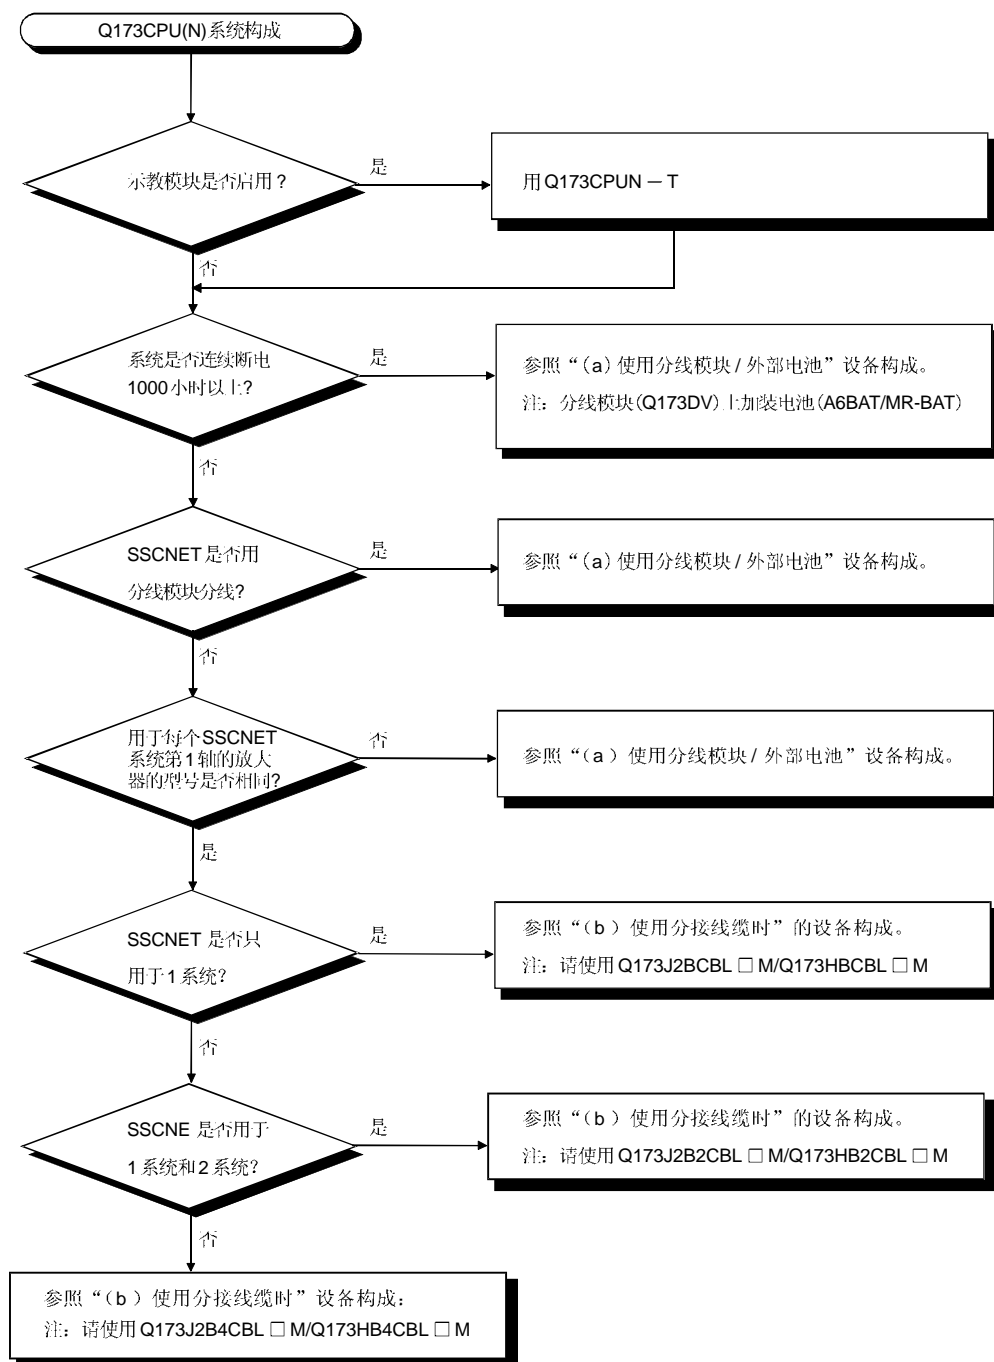 Q173CPU(N)系统构成
示教模块是否启用?
是
用Q173CPUN－T
否
系统是否连续断电
1000小时以上?
是
参照“(a)使用分线模块/外部电池”设备构成。
注：分线模块(Q173DV)上加装电池(A6BAT/MR-BAT)
否
SSCNET是否用
分线模块分线?
是
参照“(a)使用分线模块/外部电池”设备构成。
否
用于每个SSCNET
系统第1轴的放大
器的型号是否相同?
否
参照“(a）使用分线模块/外部电池”设备构成。
是
SSCNET 是否只
用于1系统?
是
参照“(b）使用分接线缆时”的设备构成。
注：请使用Q173J2BCBL□M/Q173HBCBL□M
否
SSCNE 是否用于
1系统和2系统?
是
参照“(b）使用分接线缆时”的设备构成。
注：请使用Q173J2B2CBL□M/Q173HB2CBL□M
否
参照“(b）使用分接线缆时”设备构成：
注：请使用Q173J2B4CBL□M/Q173HB4CBL□M